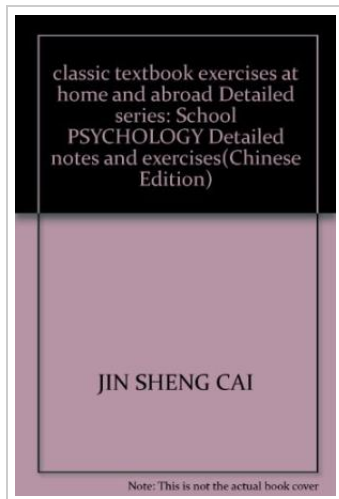 classic textbook exercises at
home and abroad Detailed
series: School
PSYCHOLOGY Detailed
notes and exercises(Chinese
Edition)
JIN SHENG CAI
Note: This is not the actual book cover